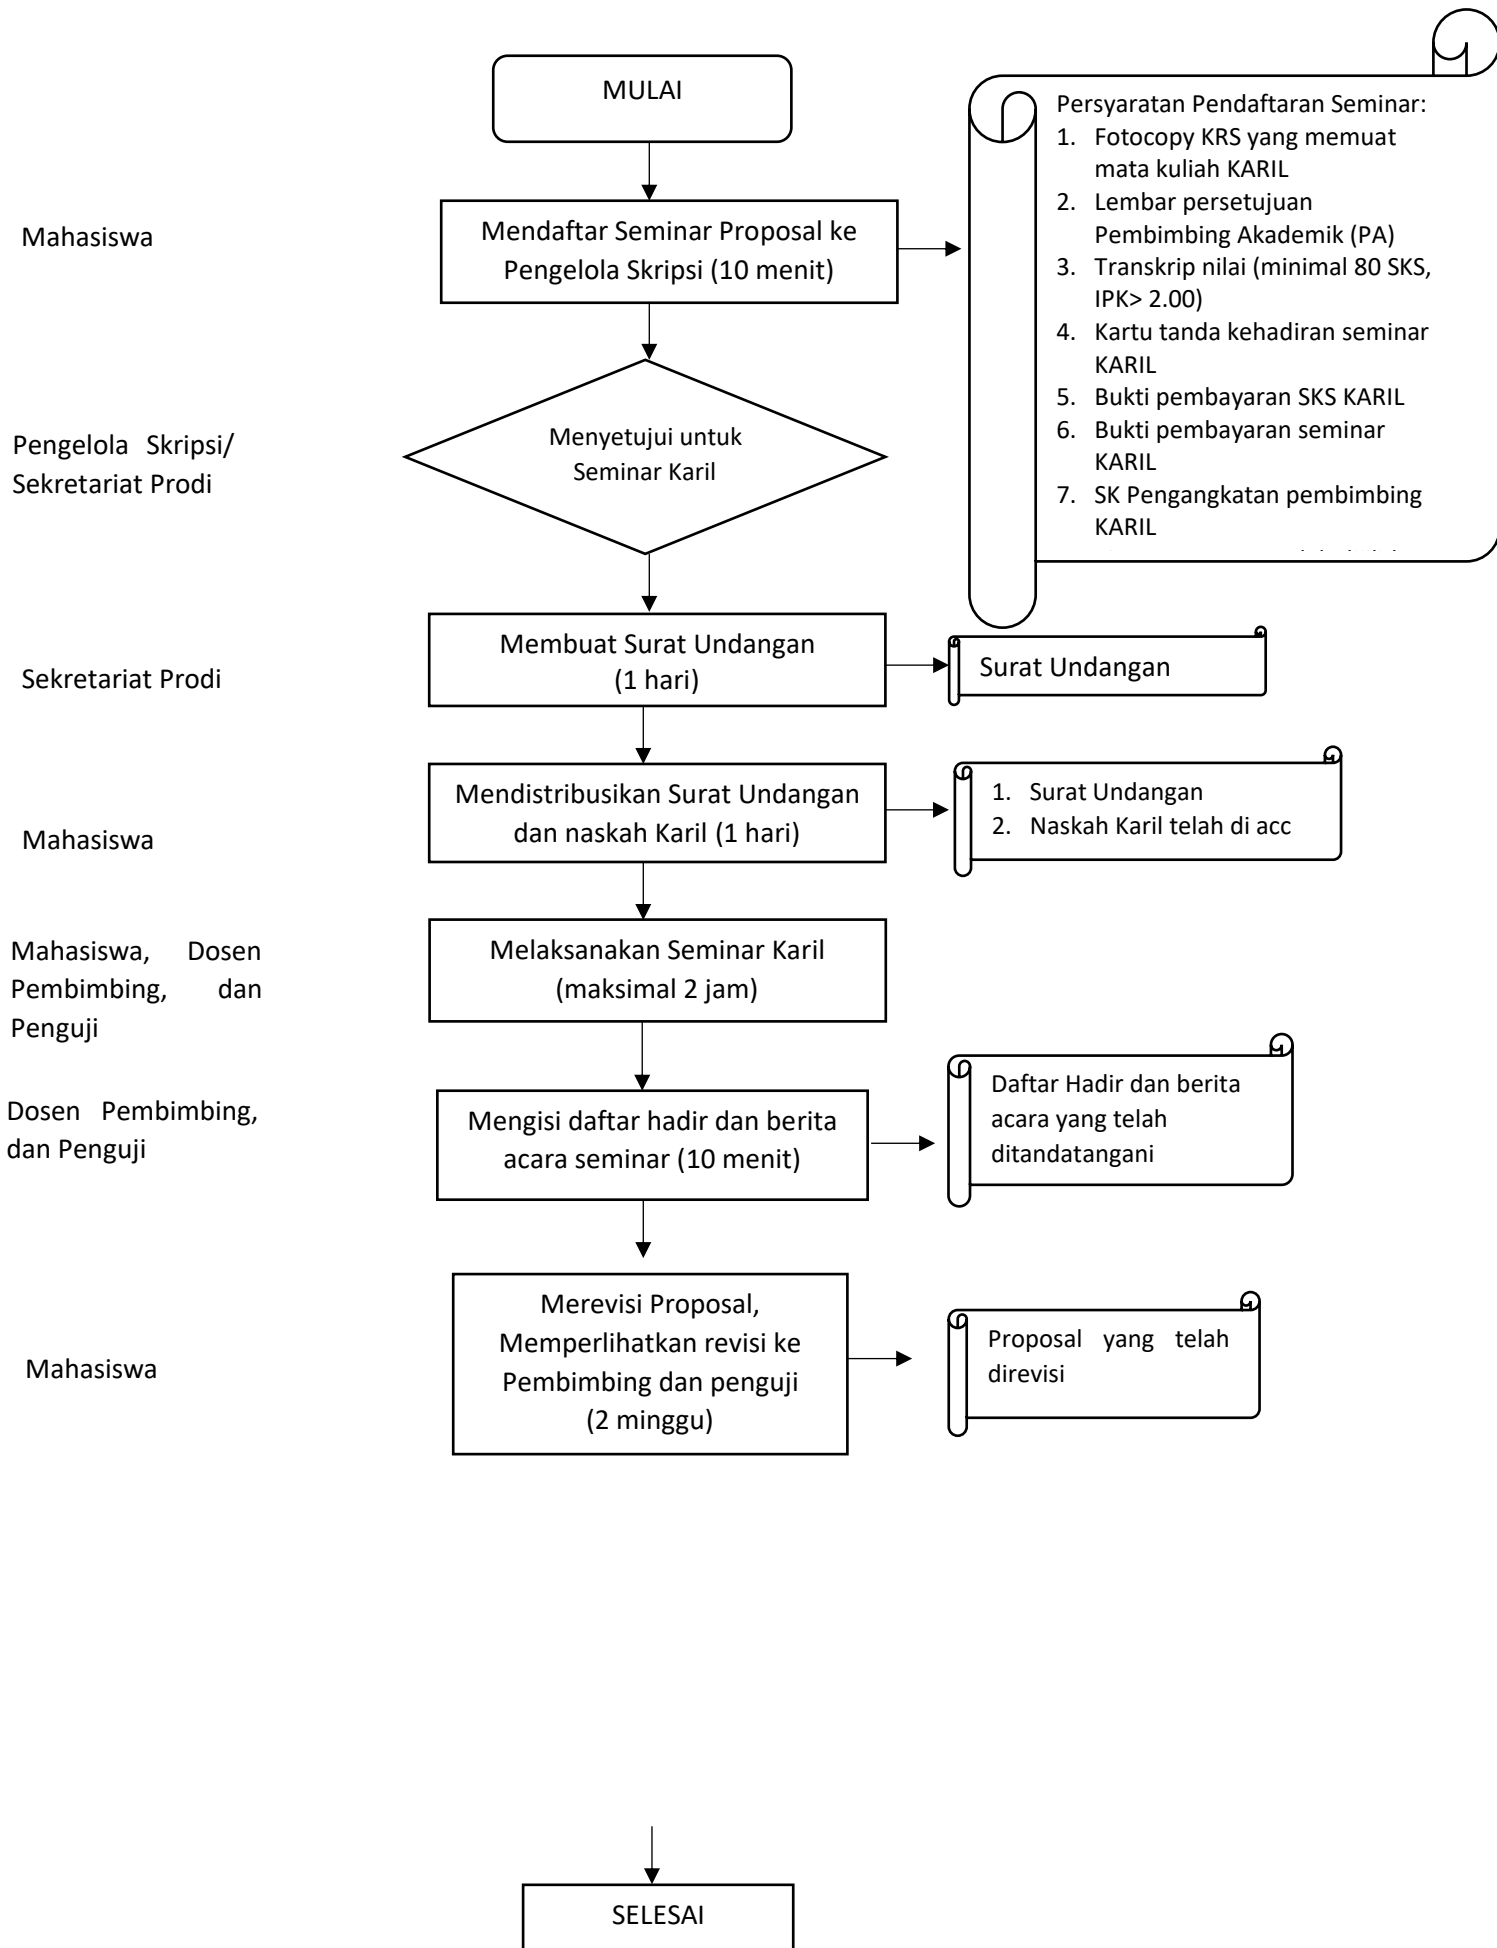 MULAI
Persyaratan Pendaftaran Seminar:
1. Fotocopy KRS yang memuat
mata kuliah KARIL
2. Lembar persetujuan
Pembimbing Akademik (PA)
3. Transkrip nilai (minimal 80 SKS,
IPK> 2.00)
4. Kartu tanda kehadiran seminar
KARIL
5. Bukti pembayaran SKS KARIL
6. Bukti pembayaran seminar
KARIL
7. SK Pengangkatan pembimbing
KARIL
Mahasiswa
Mendaftar Seminar Proposal ke
Pengelola Skripsi (10 menit)
Pengelola Skripsi/
Sekretariat Prodi
Menyetujui untuk
Seminar Karil
Sekretariat Prodi
Membuat Surat Undangan
(1 hari)
Surat Undangan
Mahasiswa
Mendistribusikan Surat Undangan
dan naskah Karil (1 hari)
1. Surat Undangan
2. Naskah Karil telah di acc
Mahasiswa, Dosen
Pembimbing, dan
Penguji
Melaksanakan Seminar Karil
(maksimal 2 jam)
Dosen Pembimbing,
dan Penguji
Mengisi daftar hadir dan berita
acara seminar (10 menit)
Daftar Hadir dan berita
acara yang telah
ditandatangani
Mahasiswa
Merevisi Proposal,
Memperlihatkan revisi ke
Pembimbing dan penguji
(2 minggu)
Proposal yang telah
direvisi
SELESAI